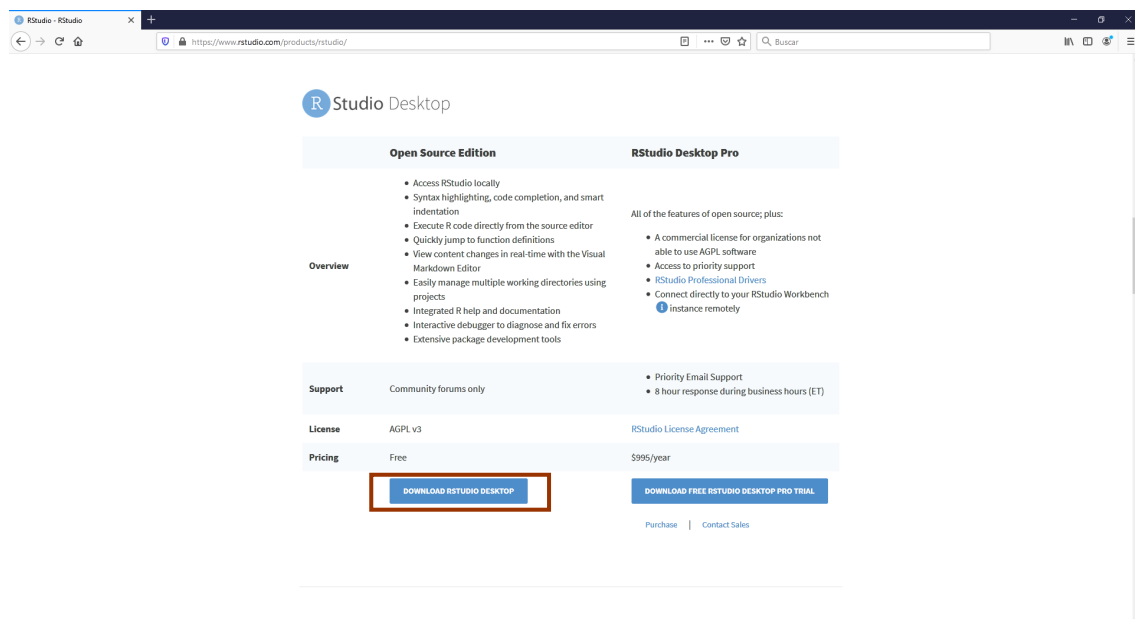 RStudio - RStudio
https://www.rstudio.com/products/rstudio/
Buscar
R Studio Desktop
Open Source Edition
RStudio Desktop Pro
Overview
Access RStudio locally
Syntax highlighting, code completion, and smart
indentation
Execute R code directly from the source editor
Quickly jump to function definitions
View content changes in real-time with the Visual
Markdown Editor
Easily manage multiple working directories using
projects
Integrated R help and documentation
Interactive debugger to diagnose and fix errors
Extensive package development tools
All of the features of open source; plus:
A commercial license for organizations not
able to use AGPL software
Access to priority support
RStudio Professional Drivers
Connect directly to your RStudio Workbench
i instance remotely
Support
Community forums only
Priority Email Support
8 hour response during business hours (ET)
License
AGPL v3
RStudio License Agreement
Pricing
Free
$995/year
DOWNLOAD RSTUDIO DESKTOP
DOWNLOAD FREE RSTUDIO DESKTOP PRO TRIAL
Purchase | Contact Sales